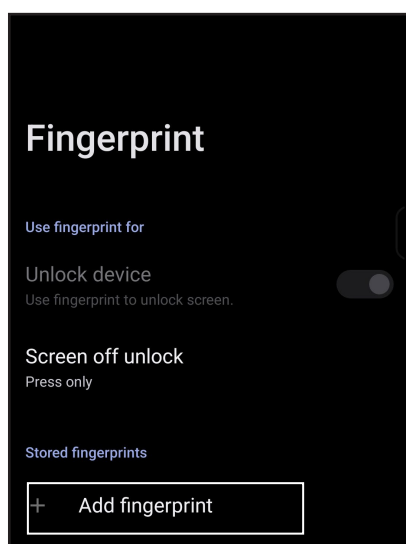 Fingerprint
Use fingerprint for
Unlock device
Use fingerprint to unlock screen.
Screen off unlock
Press only
Stored fingerprints
+ Add fingerprint